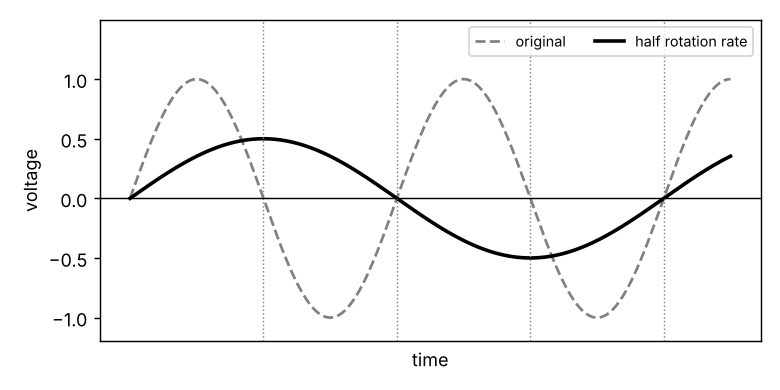 original
half rotation rate
1.0
0.5
0.0
−0.5
−1.0
voltage
time